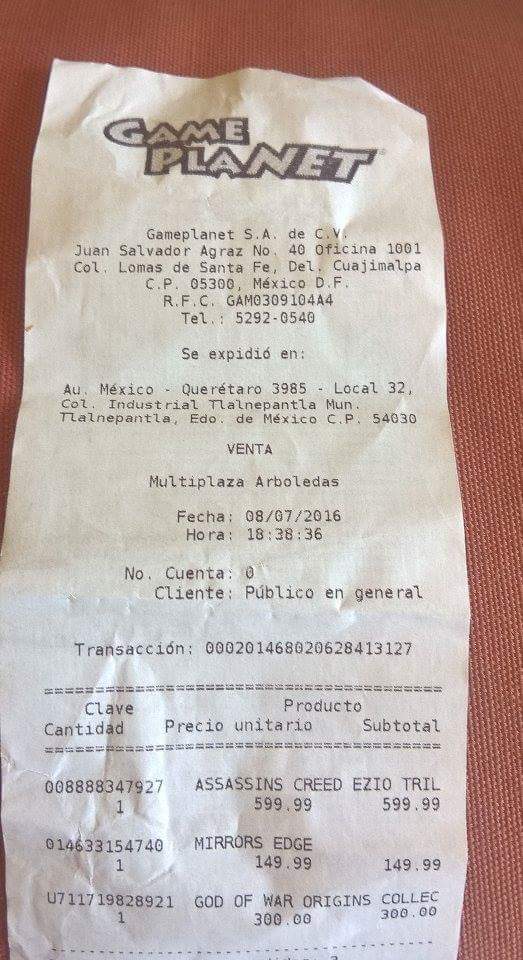 GAME
PLANET
Gameplanet S.A. de C.V.
Juan Salvador Agraz No. 40 Oficina 1001
Col. Lomas de Santa Fe, Del. Cuajimalpa
C.P. 05300, México D.F.
R.F.C. GAM0309104A4
Tel.: 5292-0540
Se expidió en:
Au. México - Querétaro 3985 - Local 32,
Col. Industrial Tlalnepantla Mun.
Tlalnepantla, Edo. de México C.P. 54030
VENTA
Multiplaza Arboledas
Fecha: 08/07/2016
Hora: 18:38:36
No. Cuenta: 0
Cliente: Público en general
Transacción: 000201468020628413127
Clave Producto
Cantidad Precio unitario Subtotal
008888347927 ASSASSINS CREED EZIO TRIL
1 599.99 599.99
014633154740 MIRRORS EDGE
1 149.99 149.99
U711719828921 GOD OF WAR ORIGINS COLLEC
1 300.00 300.00